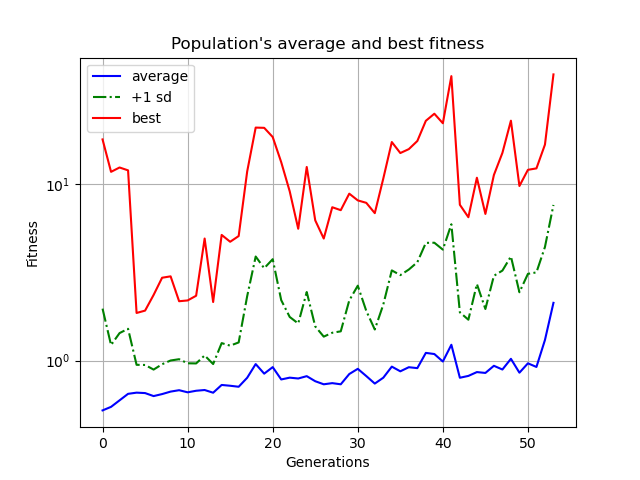 Population's average and best fitness
average
+1 sd
best
Fitness
10¹
10⁰
0 10 20 30 40 50
Generations